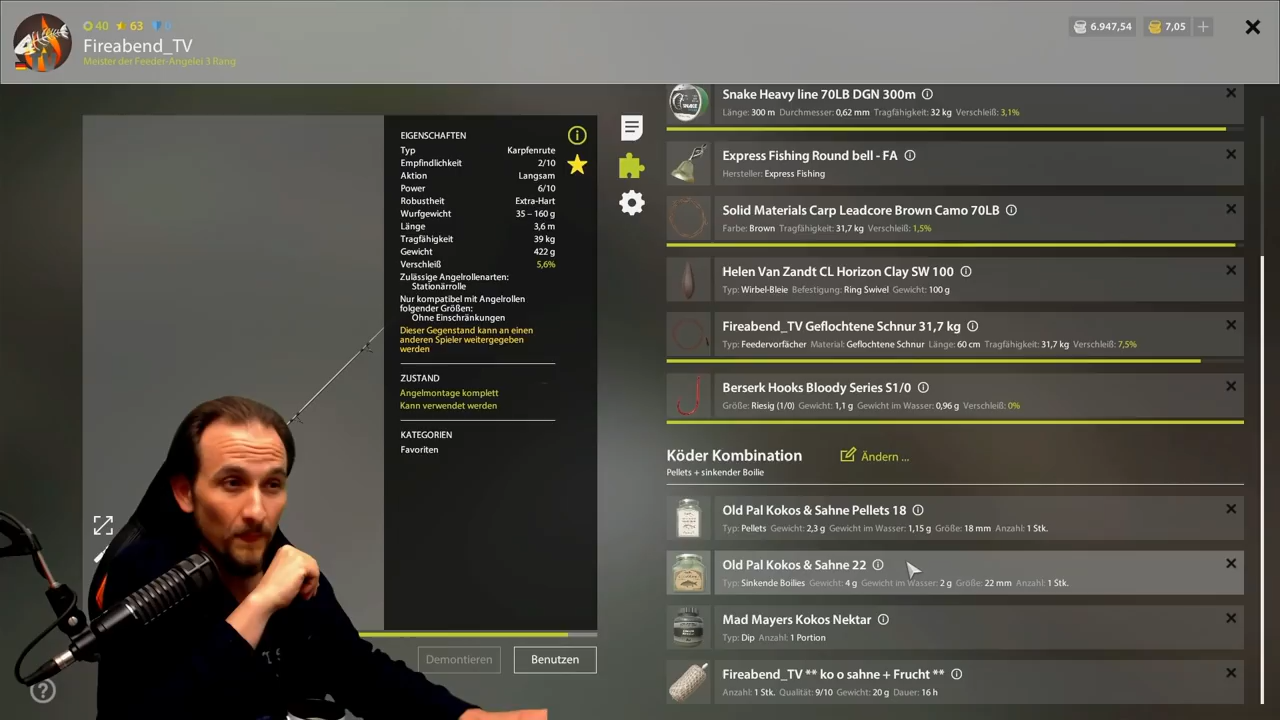 40 63
Fireabend_TV
Meister der Feeder-Angelei 3 Rang
6.947,54 7,05
EIGENSCHAFTEN
Typ Karpfenrute
Empfindlichkeit 2/10
Aktion Langsam
Power 6/10
Robustheit Extra-Hart
Wurfgewicht 35 – 160 g
Länge 3,6 m
Tragfähigkeit 39 kg
Gewicht 422 g
Verschleiß 5,6%
Zulässige Angelrollenarten:
Stationärrolle
Nur kompatibel mit Angelrollen
folgender Größen:
Ohne Einschränkungen
Dieser Gegenstand kann an einen
anderen Spieler weitergegeben
werden
ZUSTAND
Angelmontage komplett
Kann verwendet werden
KATEGORIEN
Favoriten
Demontieren Benutzen
Snake Heavy line 70LB DGN 300m
Länge: 300 m Durchmesser: 0,62 mm Tragfähigkeit: 32 kg Verschleiß: 3,1%
Express Fishing Round bell - FA
Hersteller: Express Fishing
Solid Materials Carp Leadcore Brown Camo 70LB
Farbe: Brown Tragfähigkeit: 31,7 kg Verschleiß: 1,5%
Helen Van Zandt CL Horizon Clay SW 100
Typ: Wirbel-Bleie Befestigung: Ring Swivel Gewicht: 100 g
Fireabend_TV Geflochtene Schnur 31,7 kg
Typ: Feedervorfächer Material: Geflochtene Schnur Länge: 60 cm Tragfähigkeit: 31,7 kg Verschleiß: 7,5%
Berserk Hooks Bloody Series S1/0
Größe: Riesig (1/0) Gewicht: 1,1 g Gewicht im Wasser: 0,96 g Verschleiß: 0%
Köder Kombination Ändern ...
Pellets + sinkender Boilie
Old Pal Kokos & Sahne Pellets 18
Typ: Pellets Gewicht: 2,3 g Gewicht im Wasser: 1,15 g Größe: 18 mm Anzahl: 1 Stk.
Old Pal Kokos & Sahne 22
Typ: Sinkende Boilies Gewicht: 4 g Gewicht im Wasser: 2 g Größe: 22 mm Anzahl: 1 Stk.
Mad Mayers Kokos Nektar
Typ: Dip Anzahl: 1 Portion
Fireabend_TV ** ko o sahne + Frucht **
Anzahl: 1 Stk. Qualität: 9/10 Gewicht: 20 g Dauer: 16 h